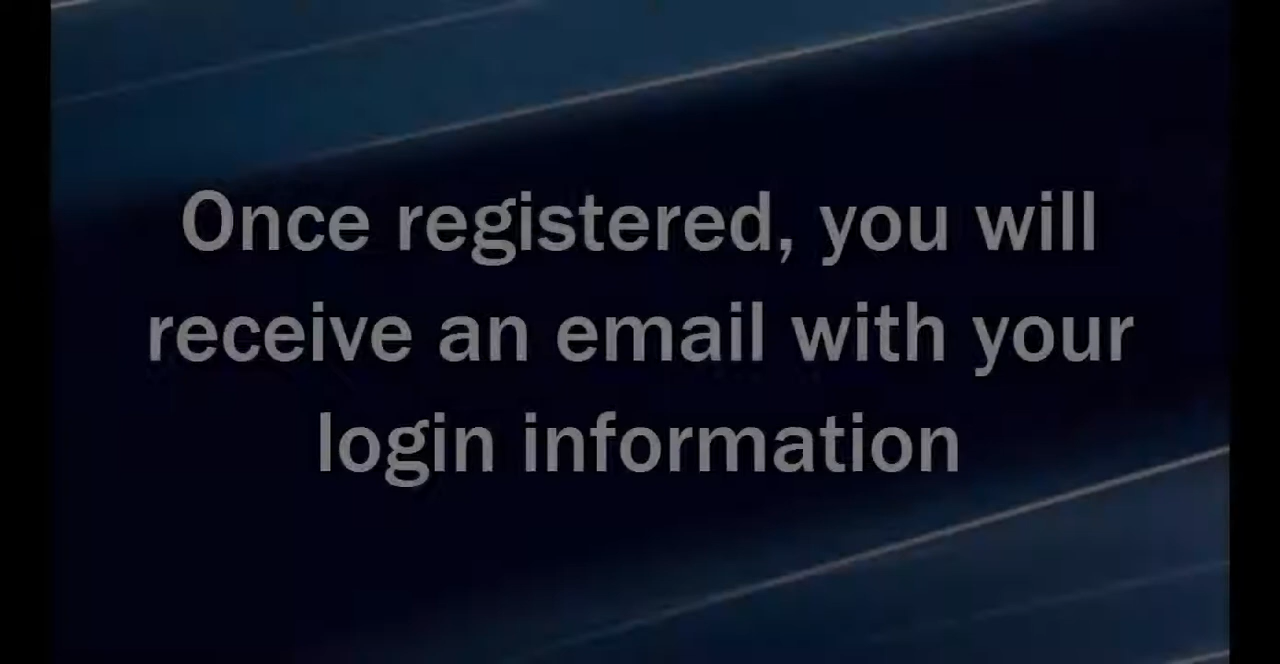 Once registered, you will
receive an email with your
login information